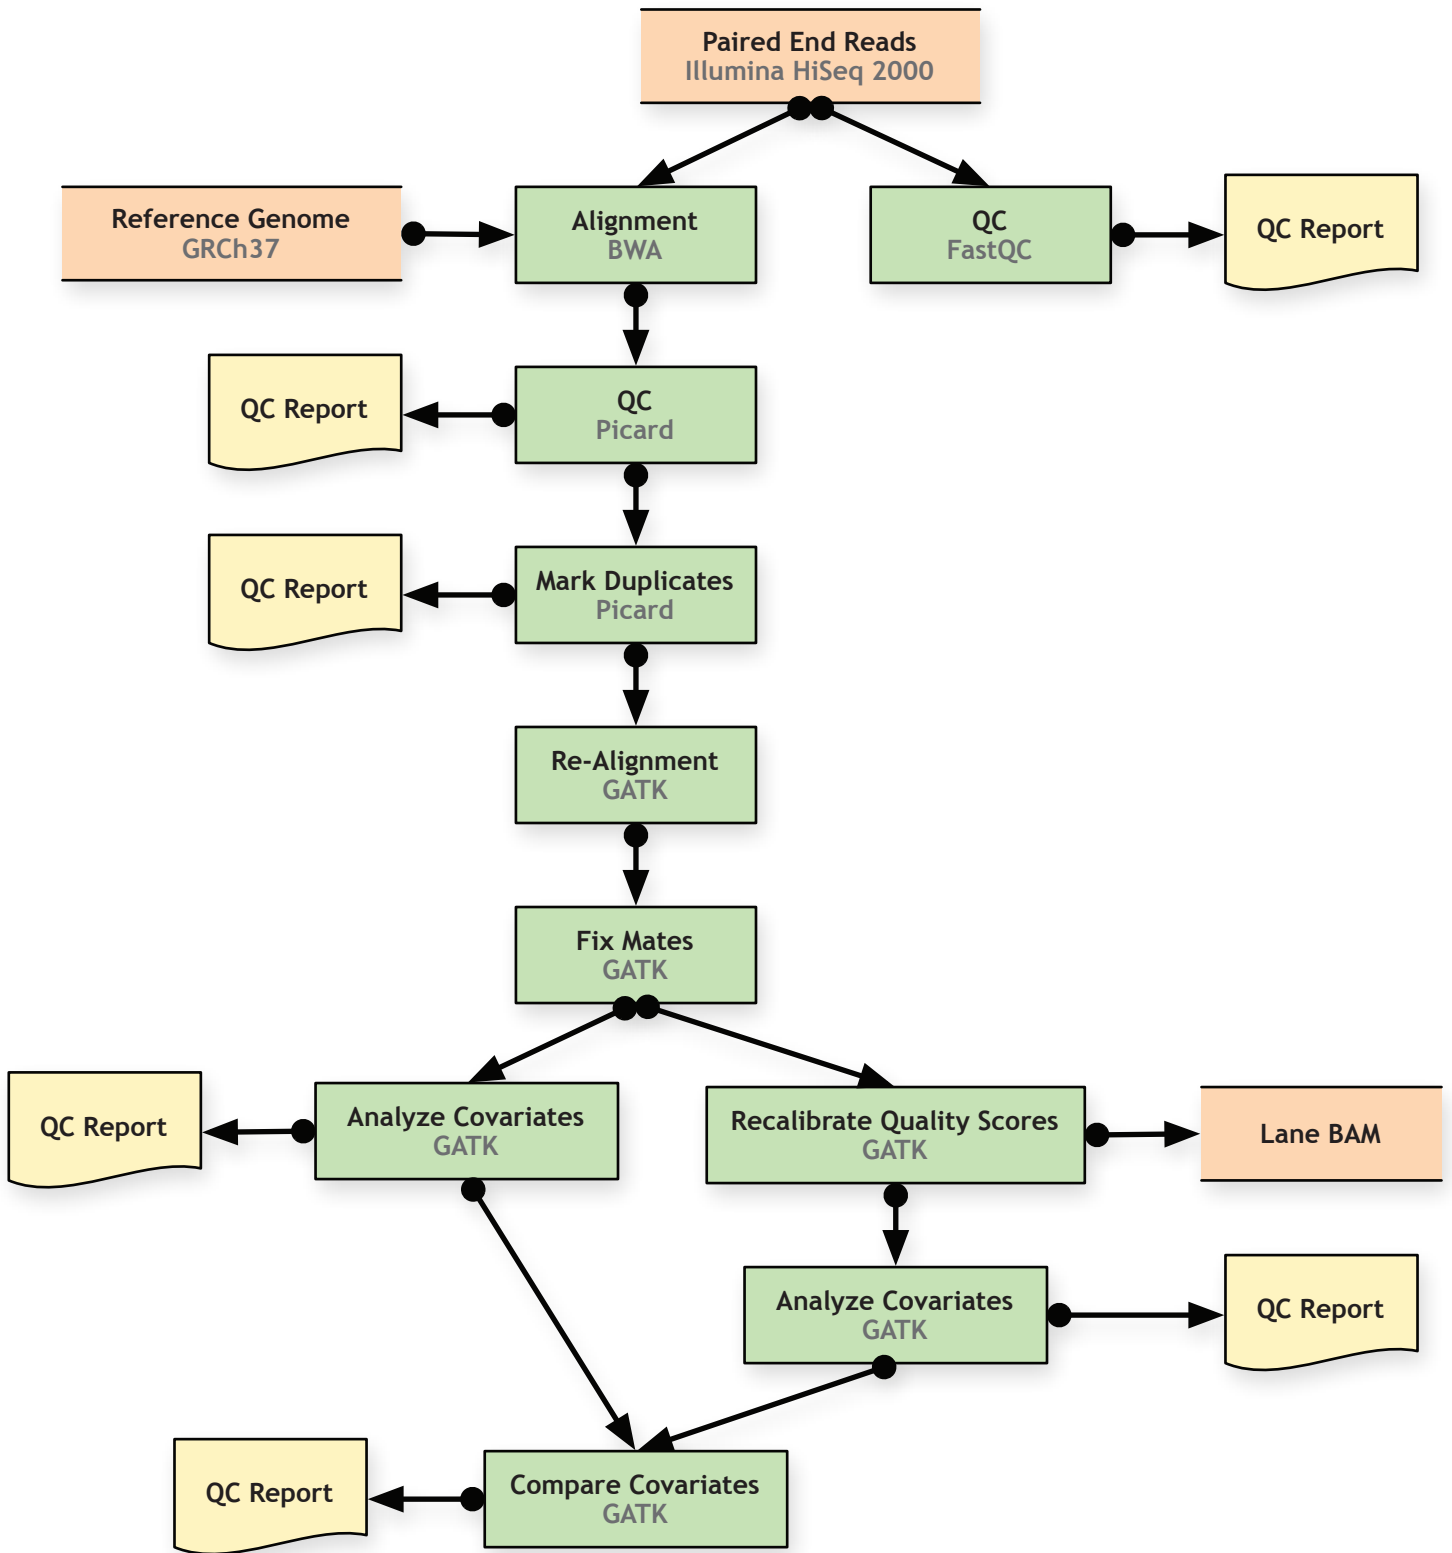 Paired End Reads
Illumina HiSeq 2000
Reference Genome
GRCh37
Alignment
BWA
QC
FastQC
QC Report
QC Report
QC
Picard
QC Report
Mark Duplicates
Picard
Re-Alignment
GATK
Fix Mates
GATK
QC Report
Analyze Covariates
GATK
Recalibrate Quality Scores
GATK
Lane BAM
Analyze Covariates
GATK
QC Report
QC Report
Compare Covariates
GATK